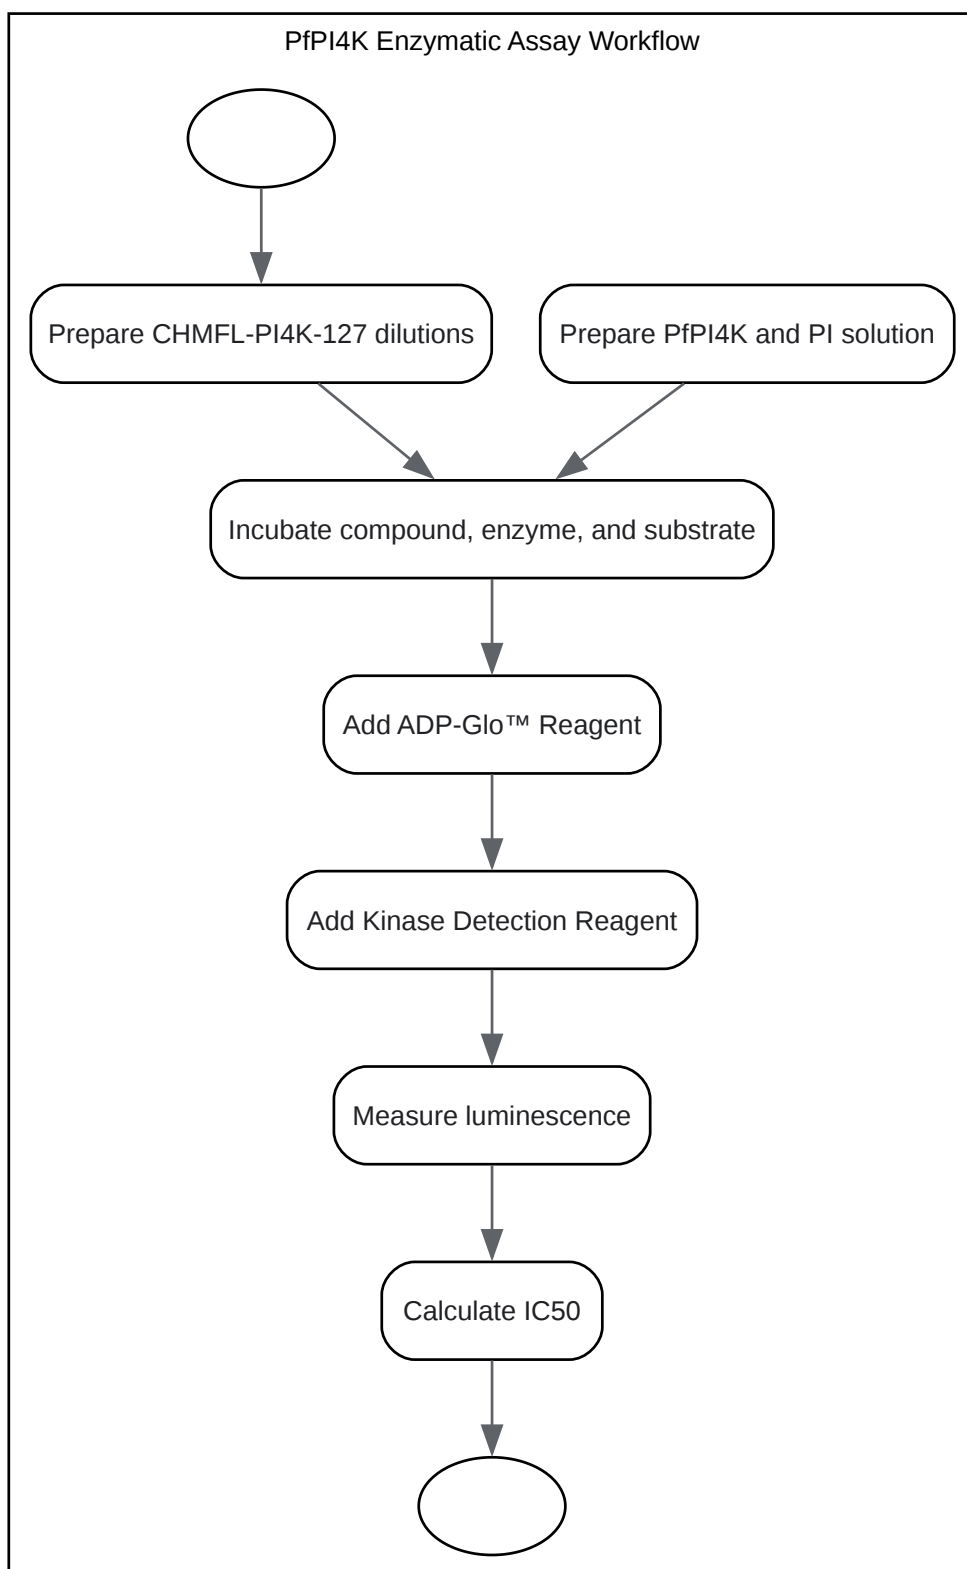 PfPI4K Enzymatic Assay Workflow
Prepare CHMFL-PI4K-127 dilutions
Prepare PfPI4K and PI solution
Incubate compound, enzyme, and substrate
Add ADP-Glo™ Reagent
Add Kinase Detection Reagent
Measure luminescence
Calculate IC50